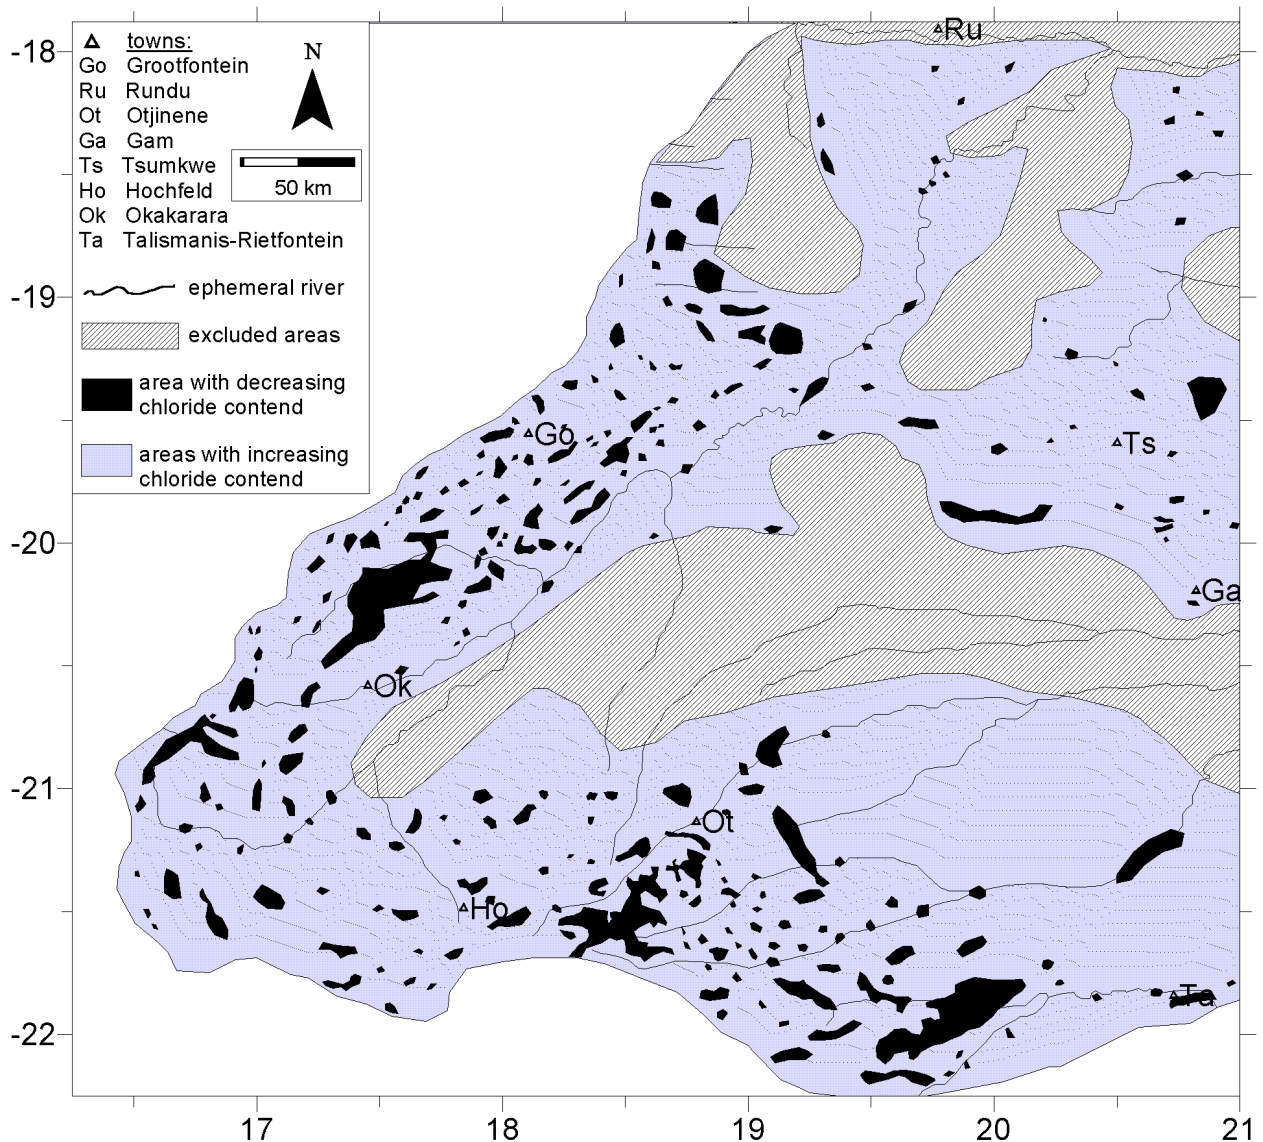 towns:
Go Grootfontein
Ru Rundu
Ot Otjinene
Ga Gam
Ts Tsumkwe
Ho Hochfeld
Ok Okakarara
Ta Talismanis-Rietfontein
N
50 km
ephemeral river
excluded areas
area with decreasing
chloride contend
areas with increasing
chloride contend
Ru
Go
Ts
Ga
Ok
Ot
Ho
Ta
-18
-19
-20
-21
-22
17
18
19
20
21